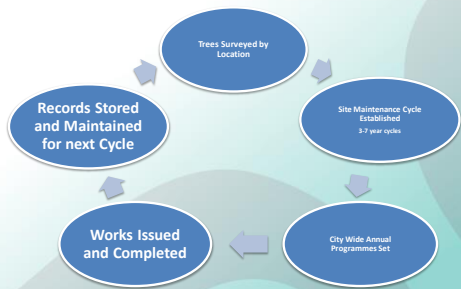 Trees Surveyed by
Location
Site Maintenance Cycle
Established
3-7 year cycles
City Wide Annual
Programmes Set
Works Issued
and Completed
Records Stored
and Maintained
for next Cycle